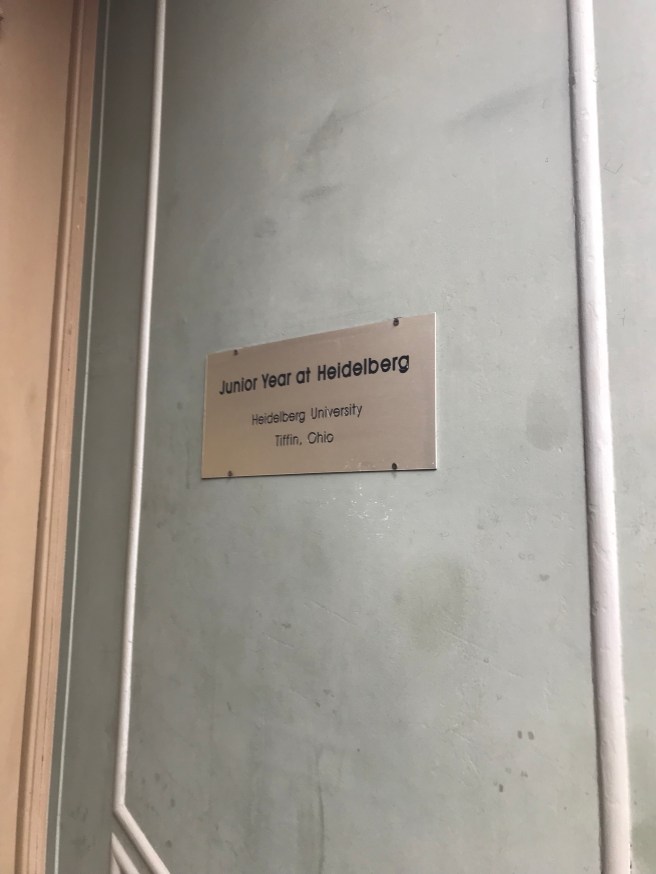 Junior Year at Heidelberg
Heidelberg University
Tiffin, Ohio